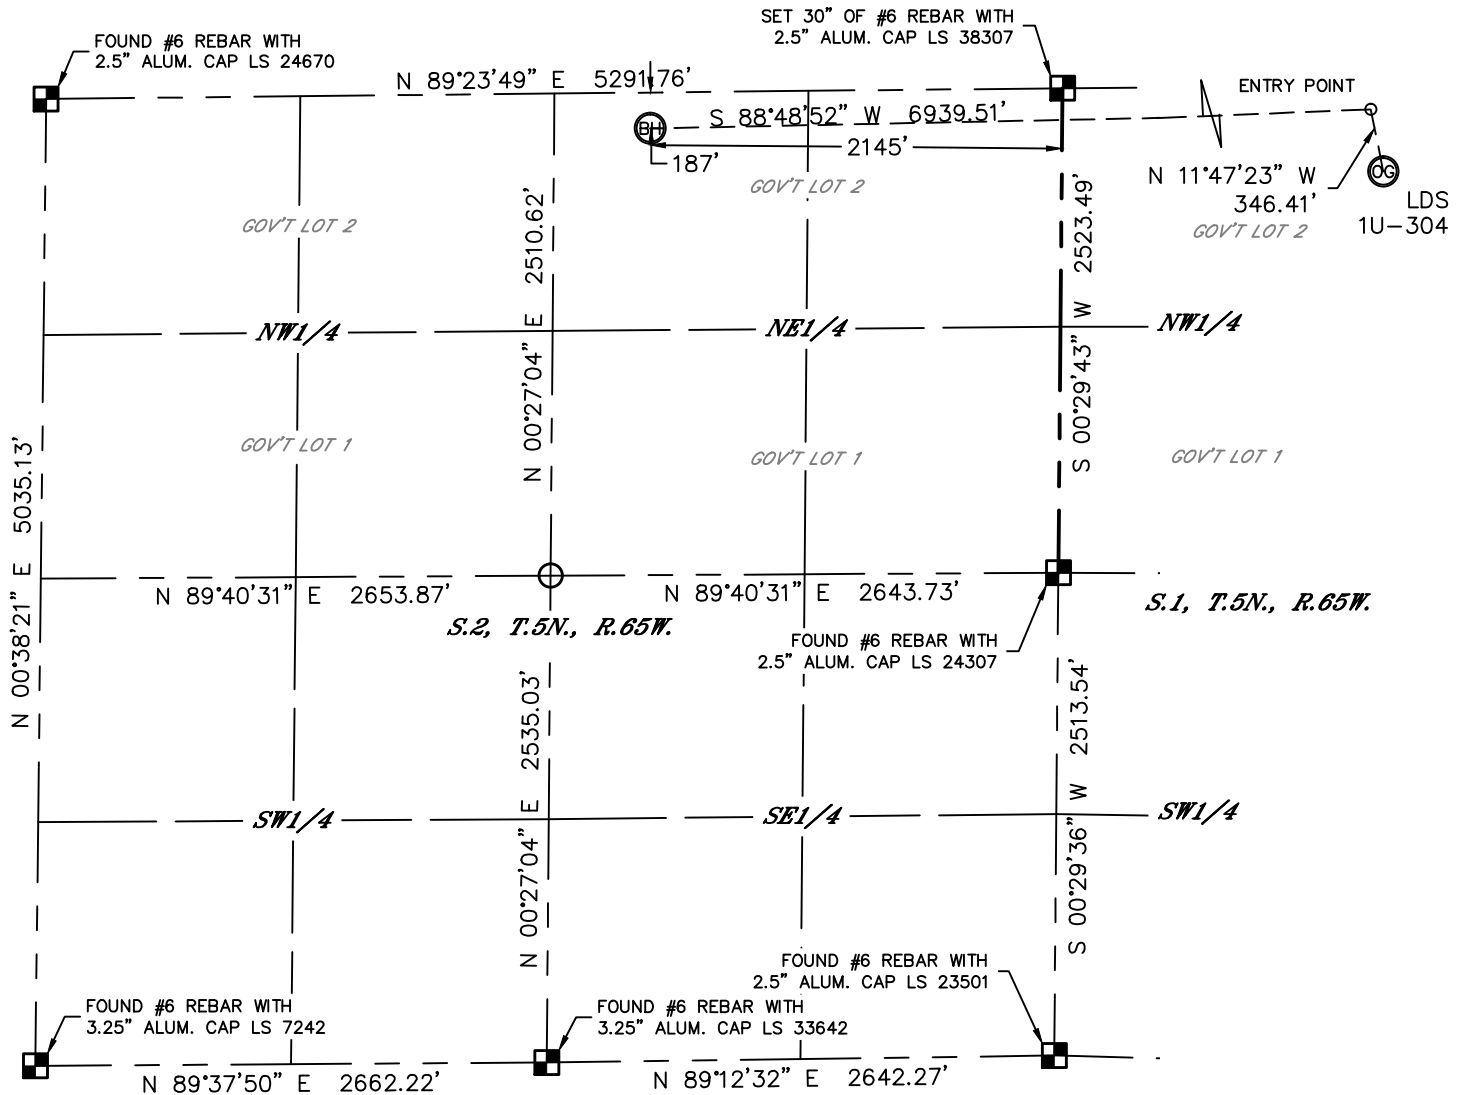 SET 30" OF #6 REBAR WITH
2.5" ALUM. CAP LS 38307
FOUND #6 REBAR WITH
2.5" ALUM. CAP LS 24670
N 89°23'49" E 5291.76'
ENTRY POINT
S 88°48'52" W 6939.51'
BH
2145'
187'
N 11°47'23" W
346.41'
OG
LDS
1U-304
GOV'T LOT 2
GOV'T LOT 2
GOV'T LOT 2
N 00°27'04" E 2510.62'
S 00°29'43" W 2523.49'
NW1/4
NE1/4
NW1/4
GOV'T LOT 1
GOV'T LOT 1
GOV'T LOT 1
N 00°38'21" E 5035.13'
N 89°40'31" E 2653.87'
N 89°40'31" E 2643.73'
S.2, T.5N., R.65W.
S.1, T.5N., R.65W.
FOUND #6 REBAR WITH
2.5" ALUM. CAP LS 24307
N 00°27'04" E 2535.03'
S 00°29'36" W 2513.54'
SW1/4
SE1/4
SW1/4
FOUND #6 REBAR WITH
2.5" ALUM. CAP LS 23501
FOUND #6 REBAR WITH
3.25" ALUM. CAP LS 7242
FOUND #6 REBAR WITH
3.25" ALUM. CAP LS 33642
N 89°37'50" E 2662.22'
N 89°12'32" E 2642.27'